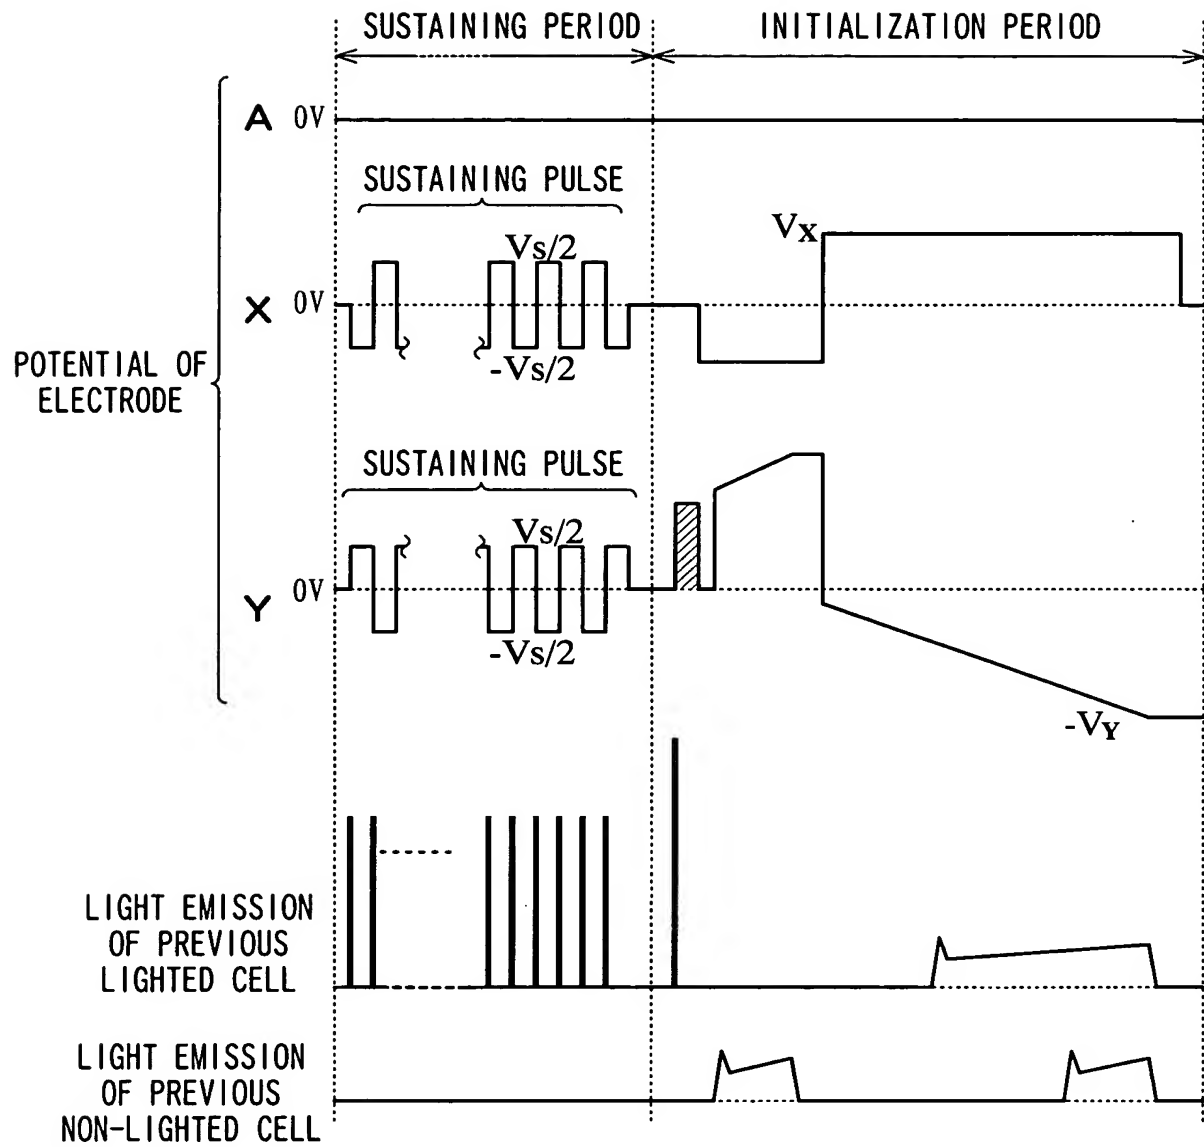 SUSTAINING PERIOD
INITIALIZATION PERIOD
A 0V
SUSTAINING PULSE
Vs/2
VX
X 0V
-Vs/2
POTENTIAL OF
ELECTRODE
SUSTAINING PULSE
Vs/2
Y 0V
-Vs/2
-VY
LIGHT EMISSION
OF PREVIOUS
LIGHTED CELL
LIGHT EMISSION
OF PREVIOUS
NON-LIGHTED CELL